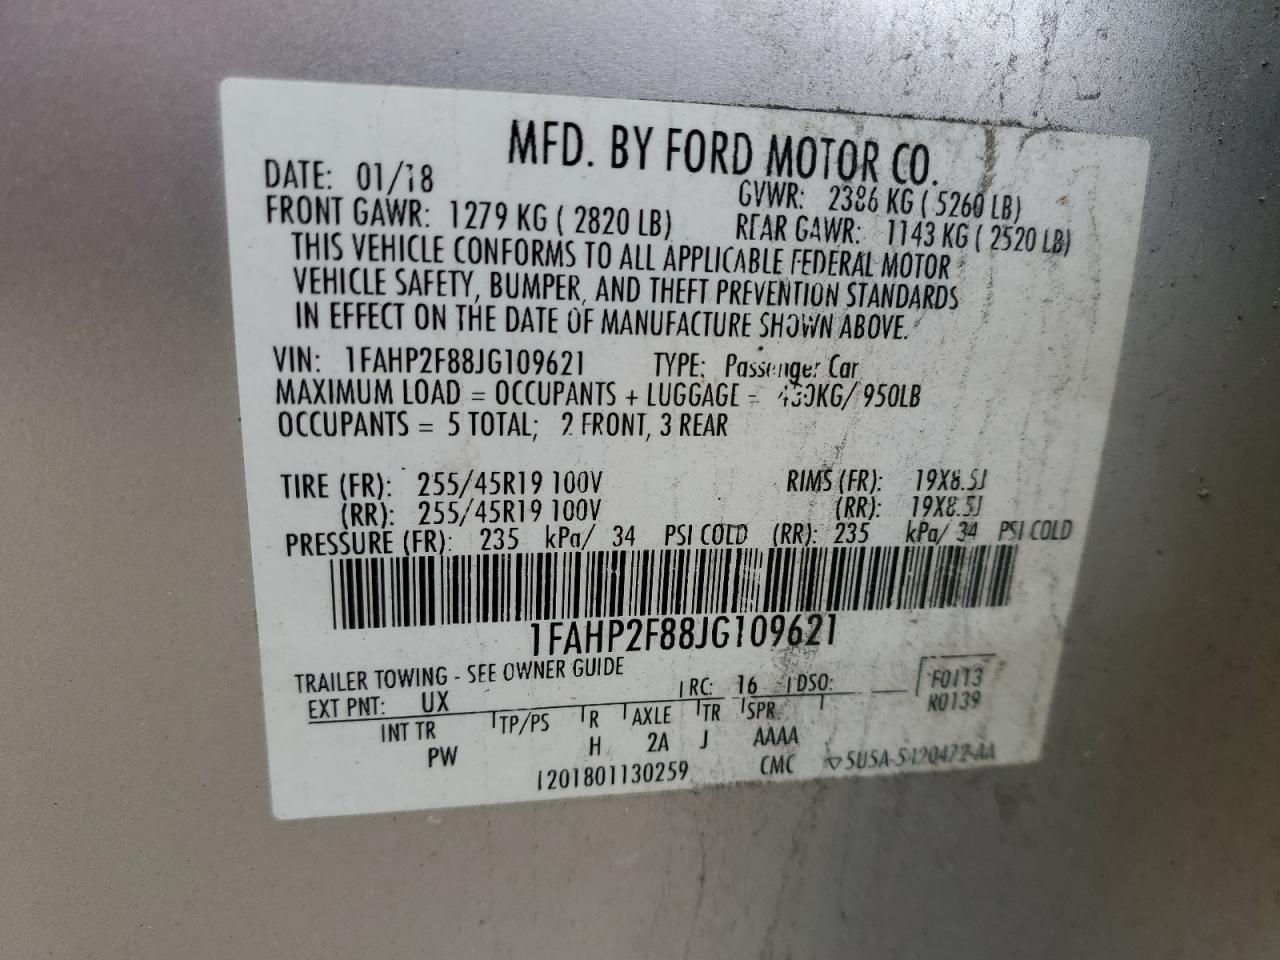 MFD. BY FORD MOTOR CO.
DATE: 01/18 GVWR: 2386 KG ( 5260 LB)
FRONT GAWR: 1279 KG ( 2820 LB) REAR GAWR: 1143 KG ( 2520 LB)
THIS VEHICLE CONFORMS TO ALL APPLICABLE FEDERAL MOTOR
VEHICLE SAFETY, BUMPER, AND THEFT PREVENTION STANDARDS
IN EFFECT ON THE DATE OF MANUFACTURE SHOWN ABOVE.
VIN: 1FAHP2F88JG109621 TYPE: Passenger Car
MAXIMUM LOAD = OCCUPANTS + LUGGAGE = 430KG/ 950LB
OCCUPANTS = 5 TOTAL; 2 FRONT, 3 REAR
TIRE (FR): 255/45R19 100V RIMS (FR): 19X8.5J
(RR): 255/45R19 100V (RR): 19X8.5J
PRESSURE (FR): 235 kPa/ 34 PSI COLD (RR): 235 kPa/ 34 PSI COLD
1FAHP2F88JG109621
TRAILER TOWING - SEE OWNER GUIDE
EXT PNT: UX RC: 16 DSO: F0113
R0139
INT TR TP/PS R AXLE TR SPR
PW H 2A J AAAA
1201801130259 CMC